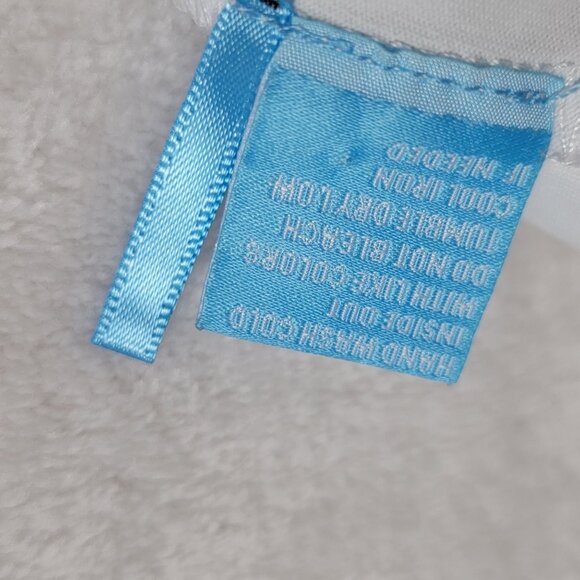 HAND WASH COLD
INSIDE OUT
WITH LIKE COLORS
DO NOT BLEACH
TUMBLE DRY LOW
COOL IRON
IF NEEDED